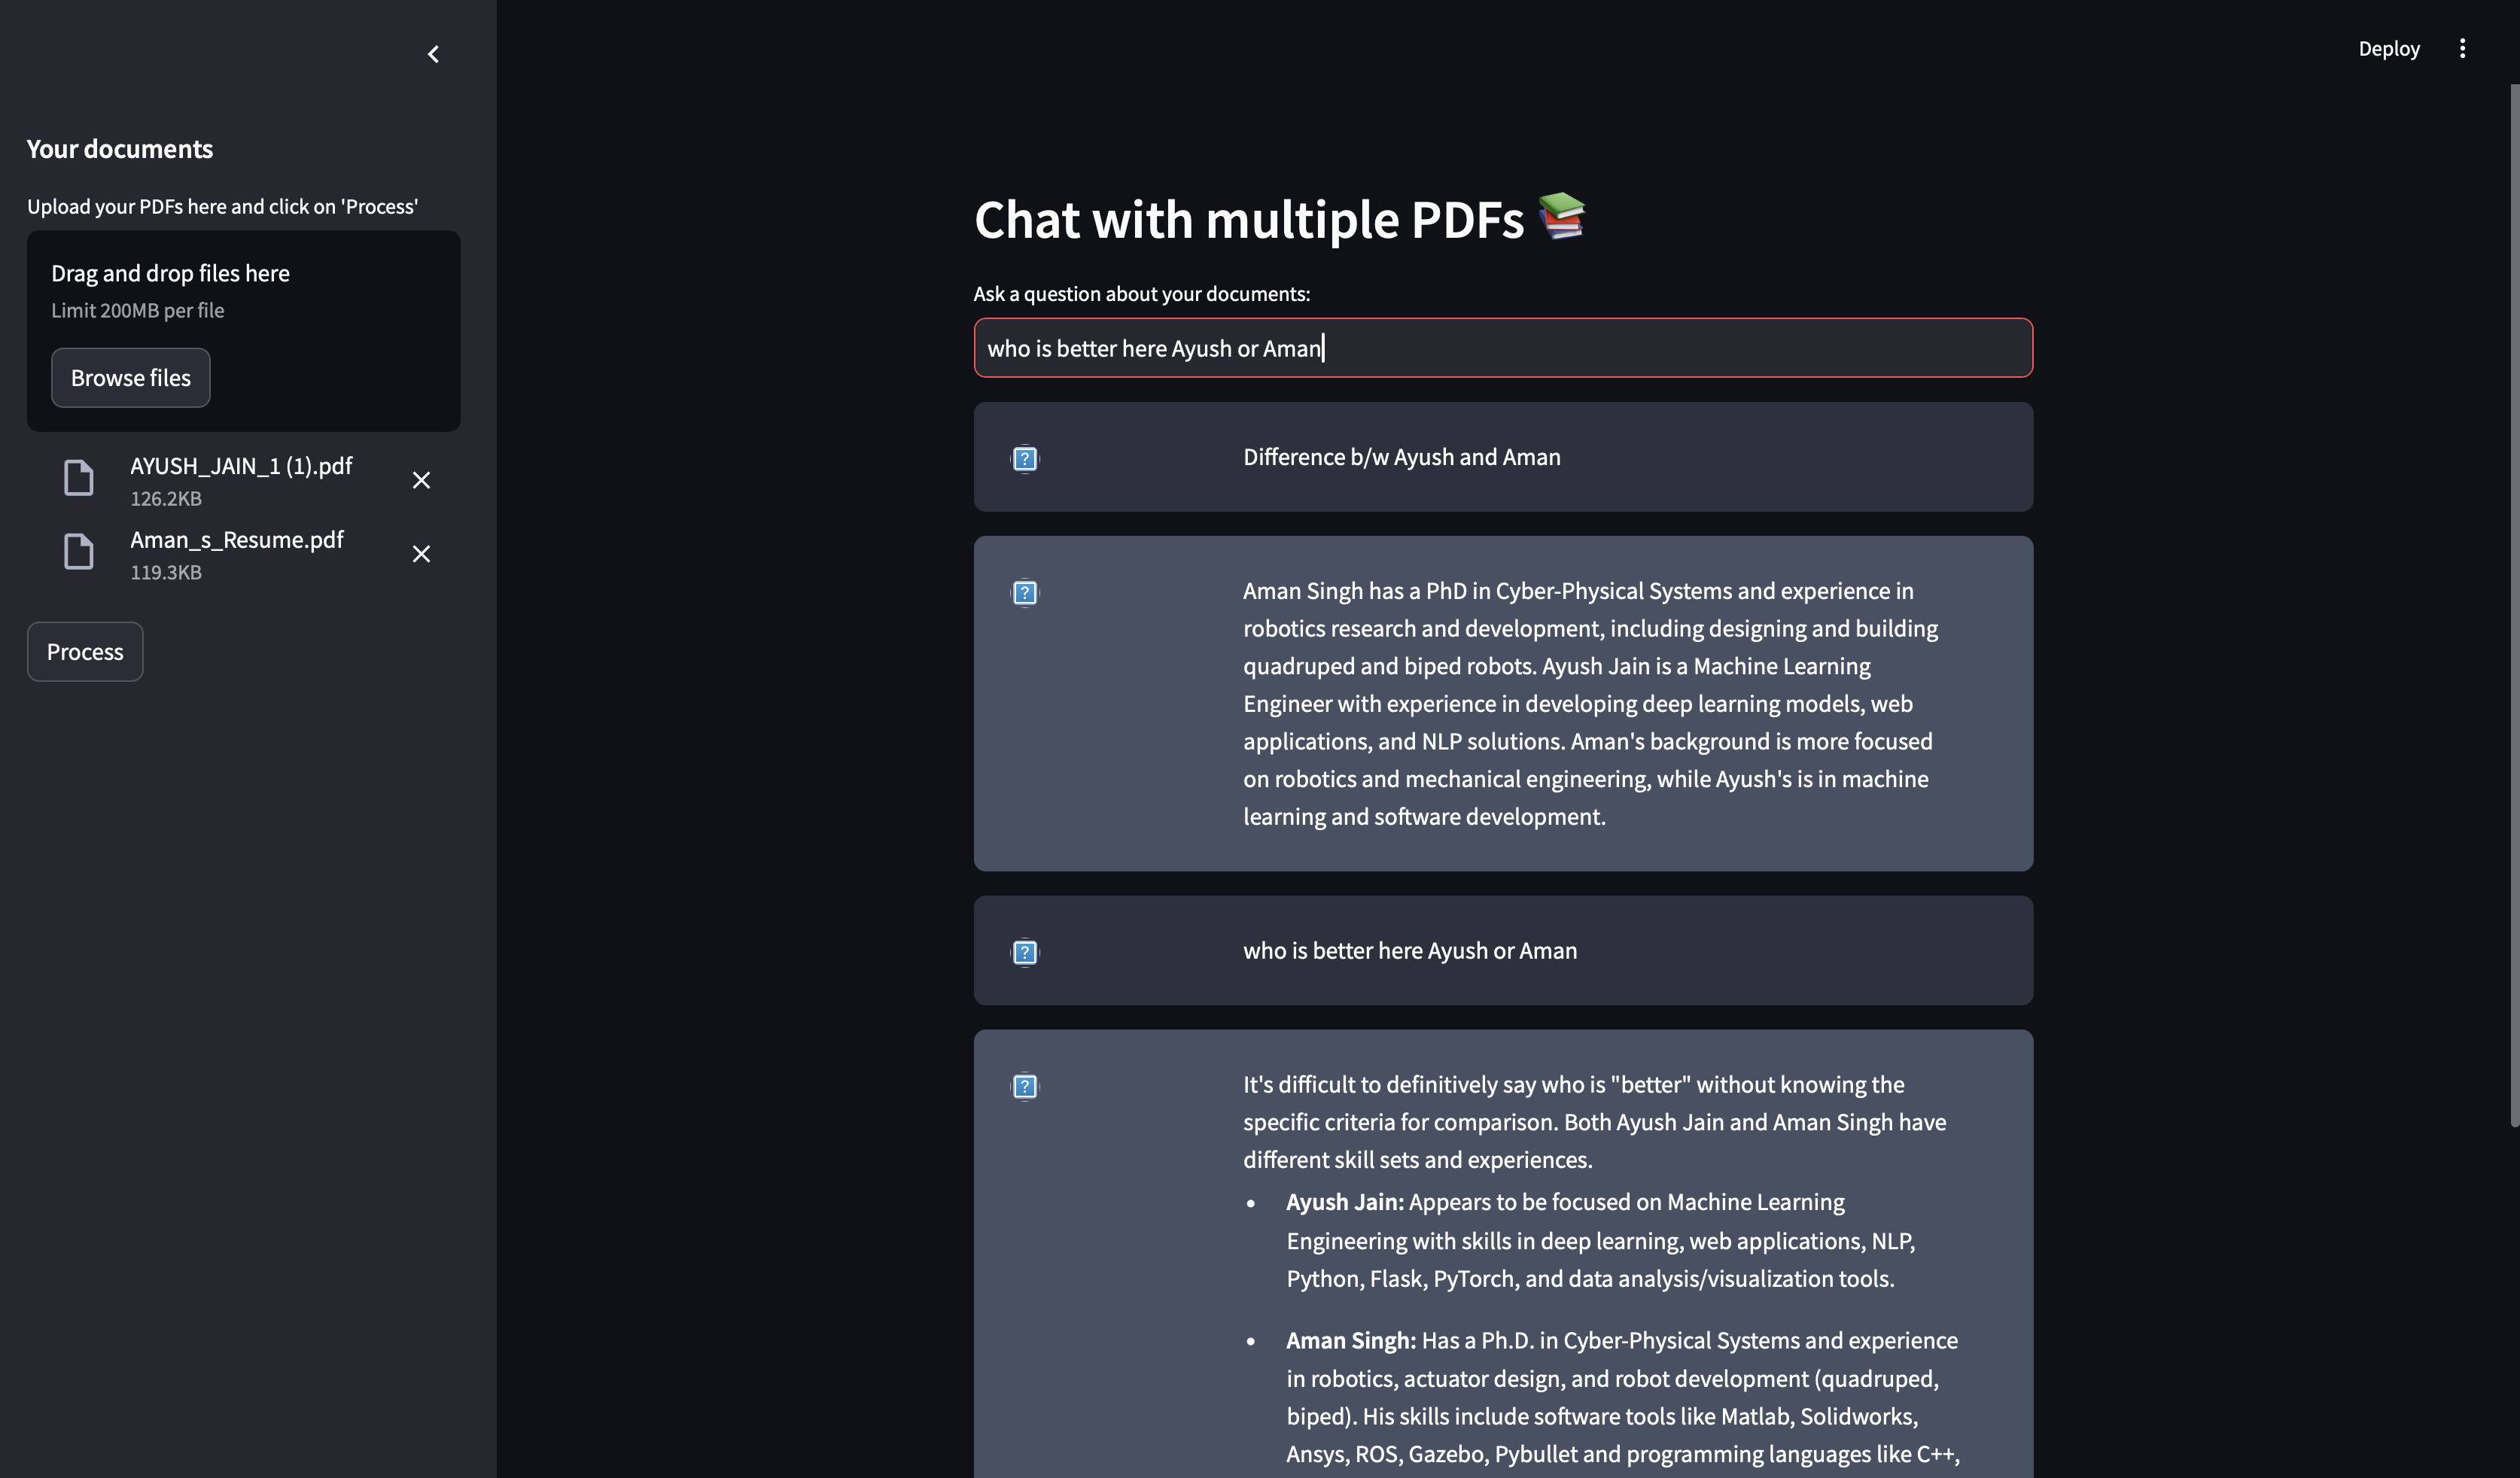 Deploy
Your documents
Upload your PDFs here and click on 'Process'
Drag and drop files here
Limit 200MB per file
Browse files
AYUSH_JAIN_1 (1).pdf
126.2KB
Aman_s_Resume.pdf
119.3KB
Process
Chat with multiple PDFs
Ask a question about your documents:
who is better here Ayush or Aman
Difference b/w Ayush and Aman
Aman Singh has a PhD in Cyber-Physical Systems and experience in
robotics research and development, including designing and building
quadruped and biped robots. Ayush Jain is a Machine Learning
Engineer with experience in developing deep learning models, web
applications, and NLP solutions. Aman's background is more focused
on robotics and mechanical engineering, while Ayush's is in machine
learning and software development.
who is better here Ayush or Aman
It's difficult to definitively say who is "better" without knowing the
specific criteria for comparison. Both Ayush Jain and Aman Singh have
different skill sets and experiences.
• Ayush Jain: Appears to be focused on Machine Learning
Engineering with skills in deep learning, web applications, NLP,
Python, Flask, PyTorch, and data analysis/visualization tools.
• Aman Singh: Has a Ph.D. in Cyber-Physical Systems and experience
in robotics, actuator design, and robot development (quadruped,
biped). His skills include software tools like Matlab, Solidworks,
Ansys, ROS, Gazebo, Pybullet and programming languages like C++,